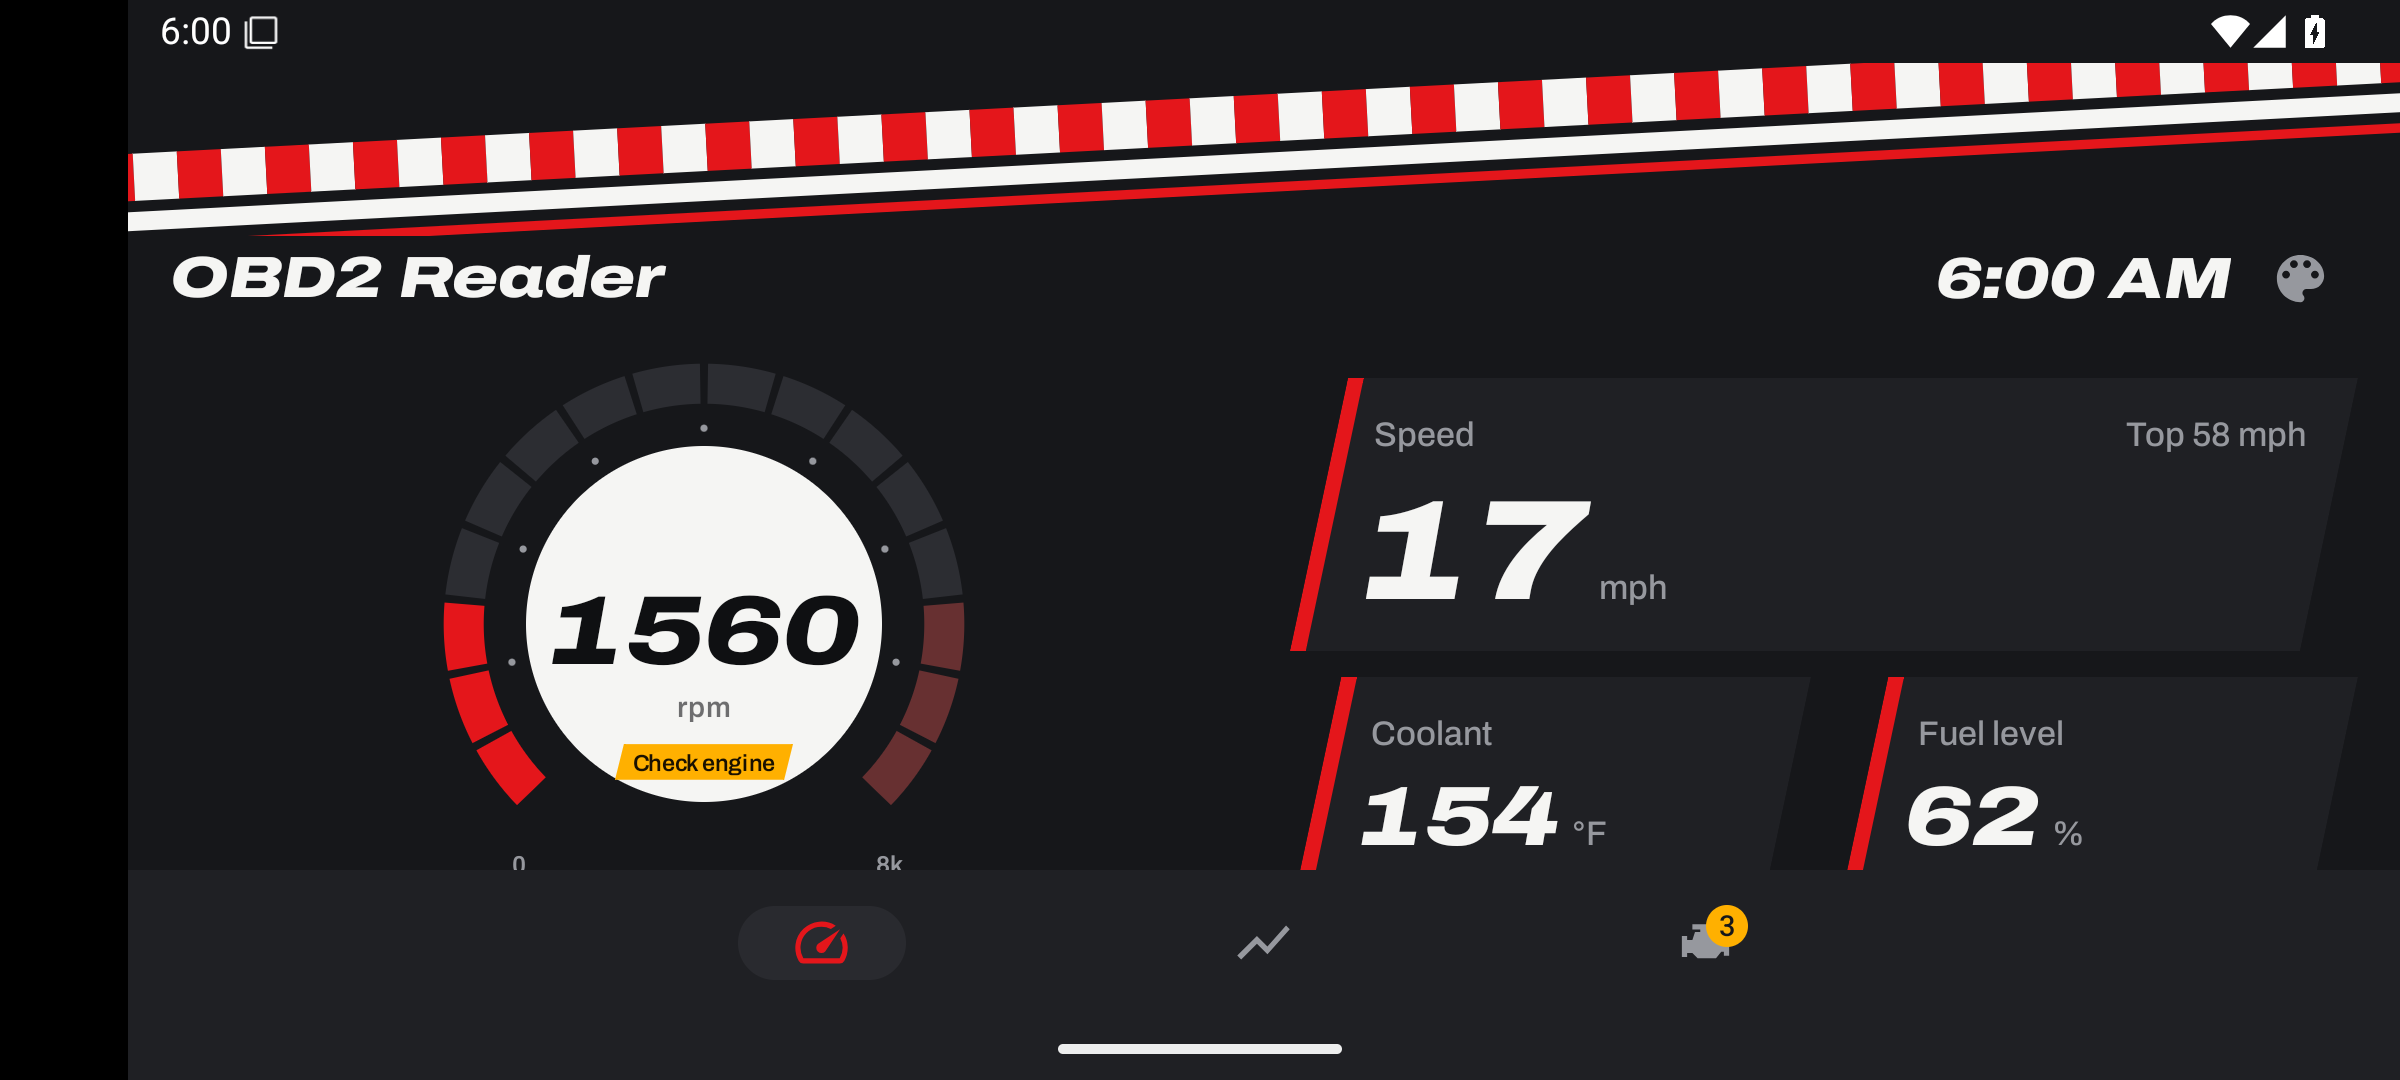 6:00
OBD2 Reader
6:00 AM
Speed
Top 58 mph
17 mph
1560
rpm
Check engine
Coolant
154 °F
Fuel level
62 %
0
8k
3